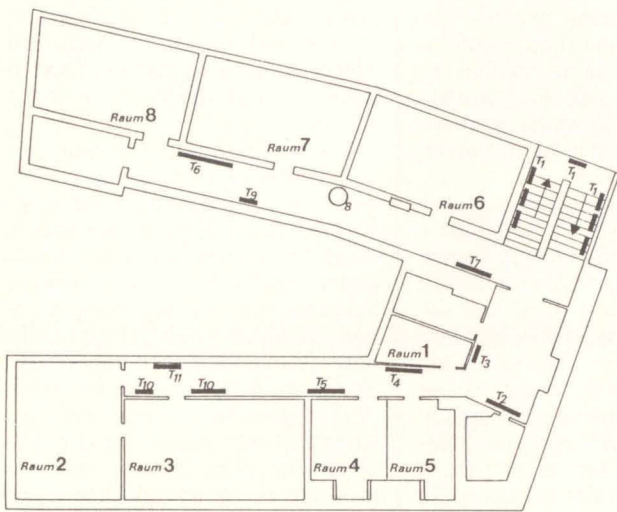 Raum 8
Raum 7
Raum 6
T1
T1
T1
T6
T9
8
T7
Raum 1
T3
T11
T10
T10
T5
T4
T2
Raum 2
Raum 3
Raum 4
Raum 5